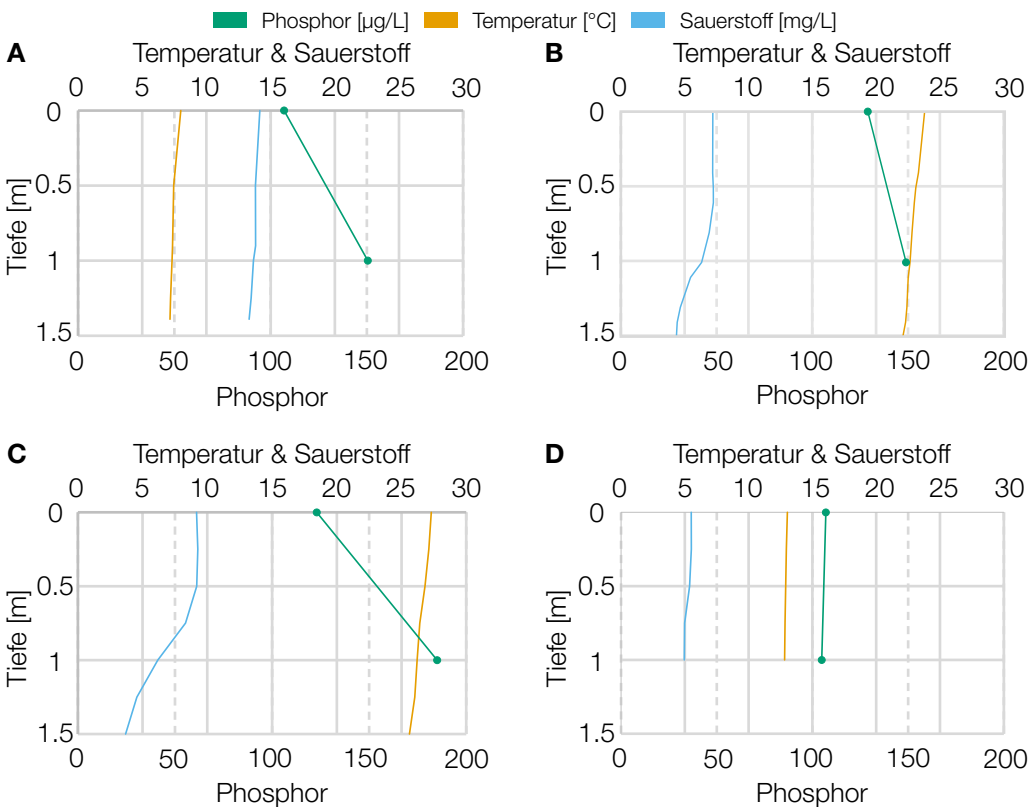 Phosphor [µg/L] Temperatur [°C] Sauerstoff [mg/L]
A
Temperatur & Sauerstoff
0 5 10 15 20 25 30
0
0.5
1
1.5
Tiefe [m]
0 50 100 150 200
Phosphor
B
Temperatur & Sauerstoff
0 5 10 15 20 25 30
0
0.5
1
1.5
Tiefe [m]
0 50 100 150 200
Phosphor
C
Temperatur & Sauerstoff
0 5 10 15 20 25 30
0
0.5
1
1.5
Tiefe [m]
0 50 100 150 200
Phosphor
D
Temperatur & Sauerstoff
0 5 10 15 20 25 30
0
0.5
1
1.5
Tiefe [m]
0 50 100 150 200
Phosphor